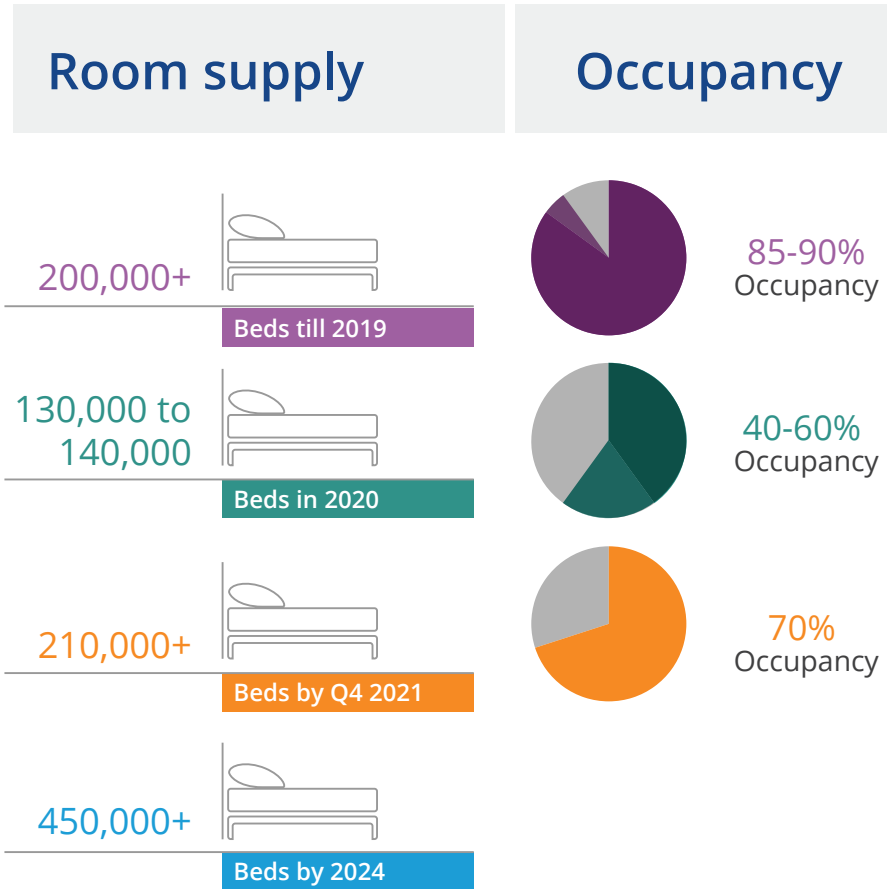 Room supply
Occupancy
200,000+
Beds till 2019
85-90%
Occupancy
130,000 to
140,000
Beds in 2020
40-60%
Occupancy
210,000+
Beds by Q4 2021
70%
Occupancy
450,000+
Beds by 2024